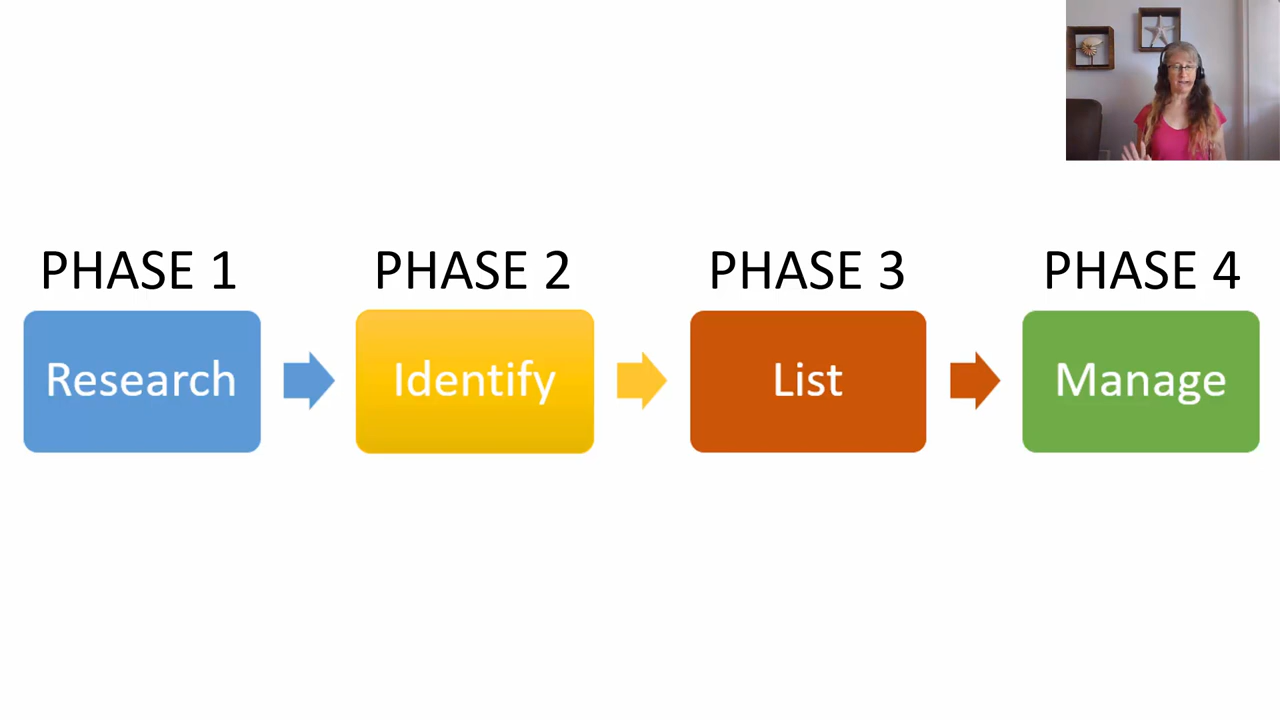 PHASE 1
Research
PHASE 2
Identify
PHASE 3
List
PHASE 4
Manage